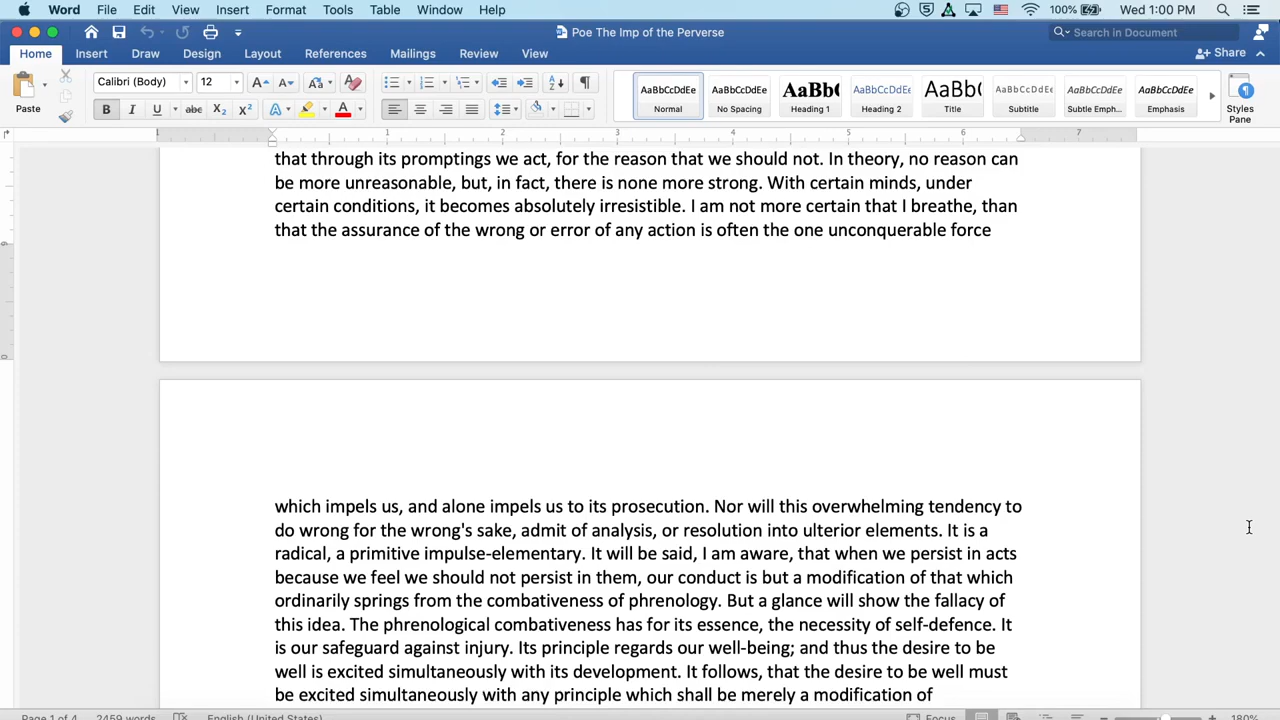 Word File Edit View Insert Format Tools Table Window Help 100% Wed 1:00 PM
Poe The Imp of the Perverse
Search in Document
Home Insert Draw Design Layout References Mailings Review View Share
Paste
Calibri (Body) 12
AaBbCcDdEe AaBbCcDdEe AaBbC AaBbCcDdEe AaBbC AaBbCcDdEe AaBbCcDdEe AaBbCcDdEe
Normal No Spacing Heading 1 Heading 2 Title Subtitle Subtle Emph... Emphasis
Styles
Pane
1 1 2 3 4 5 6 7
that through its promptings we act, for the reason that we should not. In theory, no reason can
be more unreasonable, but, in fact, there is none more strong. With certain minds, under
certain conditions, it becomes absolutely irresistible. I am not more certain that I breathe, than
that the assurance of the wrong or error of any action is often the one unconquerable force
which impels us, and alone impels us to its prosecution. Nor will this overwhelming tendency to
do wrong for the wrong's sake, admit of analysis, or resolution into ulterior elements. It is a
radical, a primitive impulse-elementary. It will be said, I am aware, that when we persist in acts
because we feel we should not persist in them, our conduct is but a modification of that which
ordinarily springs from the combativeness of phrenology. But a glance will show the fallacy of
this idea. The phrenological combativeness has for its essence, the necessity of self-defence. It
is our safeguard against injury. Its principle regards our well-being; and thus the desire to be
well is excited simultaneously with its development. It follows, that the desire to be well must
be excited simultaneously with any principle which shall be merely a modification of
Page 1 of 4 2459 words English (United States) Focus 180%